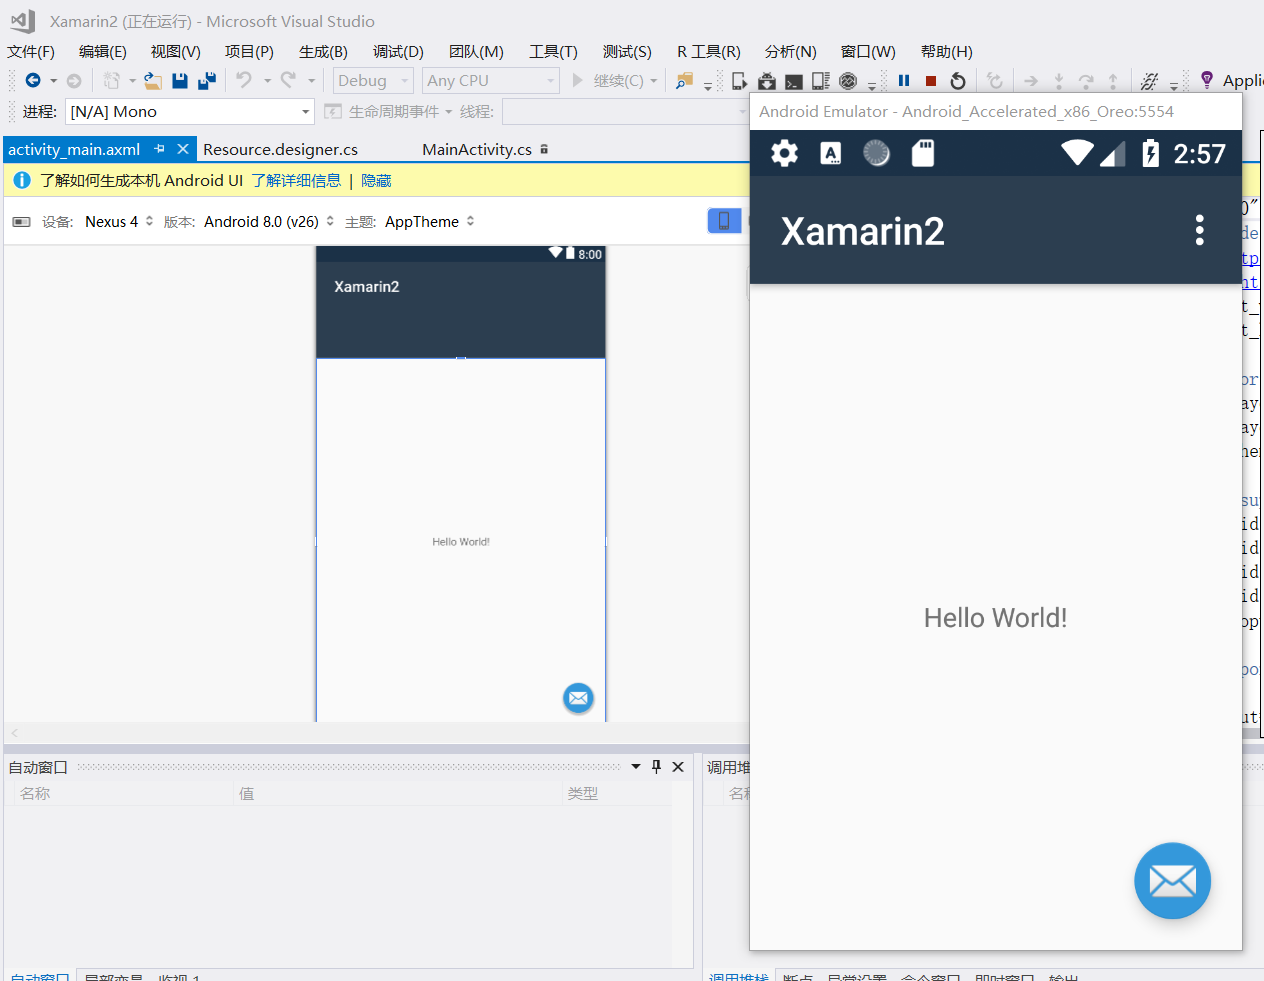 Xamarin2 (正在运行) - Microsoft Visual Studio
文件(F) 编辑(E) 视图(V) 项目(P) 生成(B) 调试(D) 团队(M) 工具(T) 测试(S) R 工具(R) 分析(N) 窗口(W) 帮助(H)
Debug Any CPU 继续(C)
进程: [N/A] Mono 生命周期事件 线程:
activity_main.axml Resource.designer.cs MainActivity.cs
了解如何生成本机 Android UI 了解详细信息 | 隐藏
设备: Nexus 4 版本: Android 8.0 (v26) 主题: AppTheme
8:00
Xamarin2
Hello World!
Android Emulator - Android_Accelerated_x86_Oreo:5554
2:57
Xamarin2
Hello World!
自动窗口
名称 值 类型
自动窗口 局部变量 监视 1
调用堆栈 断点 异常设置 命令窗口 即时窗口 输出